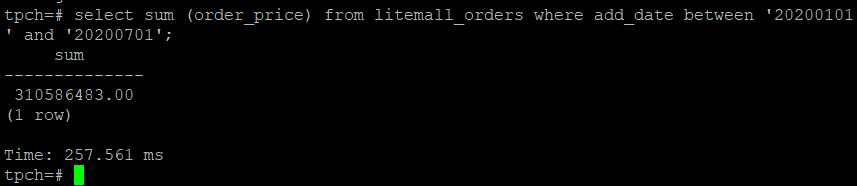 tpch=# select sum (order_price) from litemall_orders where add_date between '20200101
' and '20200701';
     sum
--------------
 310586483.00
(1 row)

Time: 257.561 ms
tpch=#